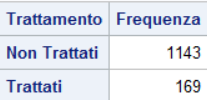 Trattamento Frequenza
Non Trattati 1143
Trattati 169